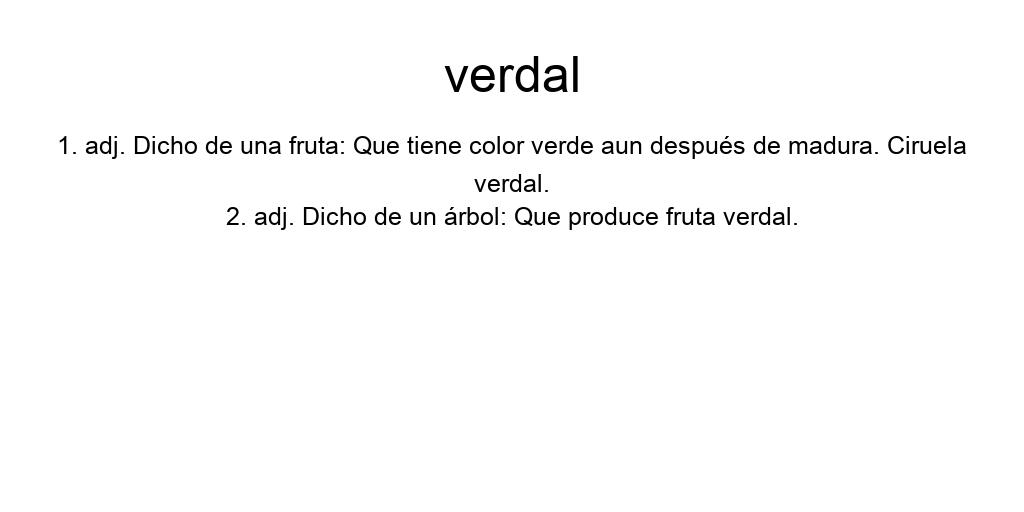 verdal
1. adj. Dicho de una fruta: Que tiene color verde aun después de madura. Ciruela
verdal.
2. adj. Dicho de un árbol: Que produce fruta verdal.